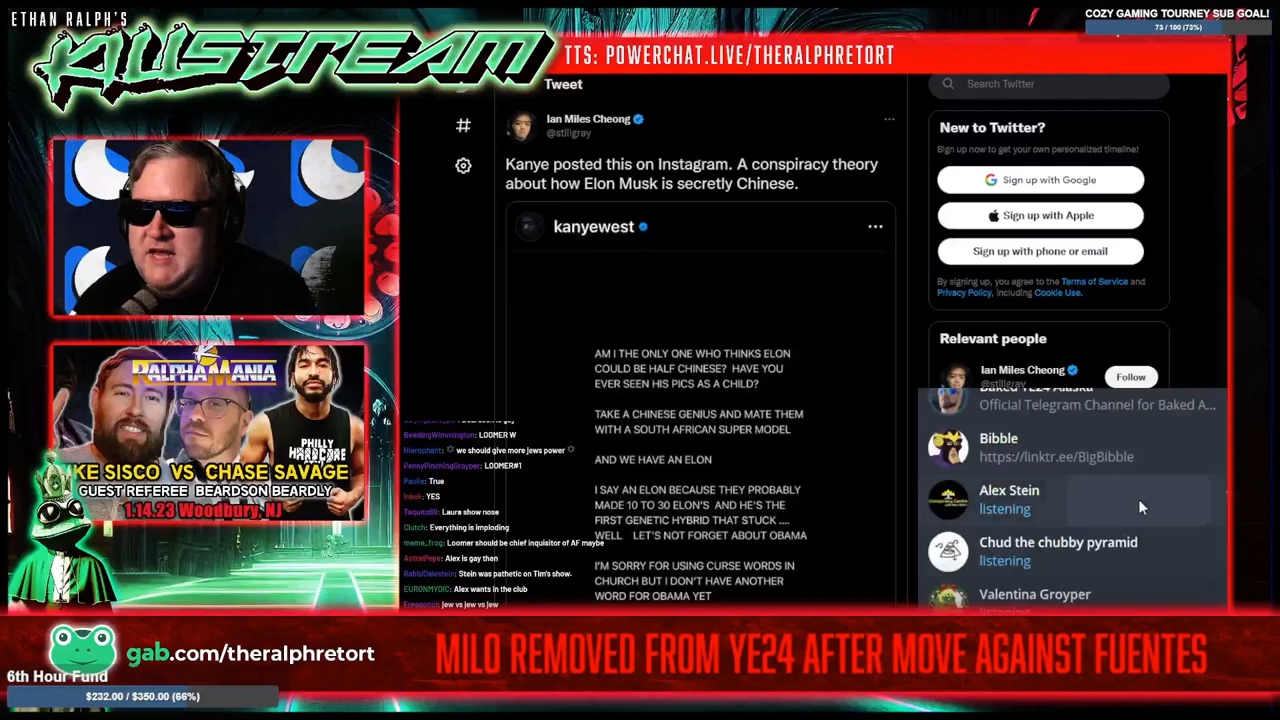 ETHAN RALPH'S
KILLSTREAM
TTS: POWERCHAT.LIVE/THERALPHRETORT
COZY GAMING TOURNEY SUB GOAL!
73 / 100 (73%)
Tweet
Search Twitter
Ian Miles Cheong
@stillgray
Kanye posted this on Instagram. A conspiracy theory
about how Elon Musk is secretly Chinese.
kanyewest
AM I THE ONLY ONE WHO THINKS ELON
COULD BE HALF CHINESE? HAVE YOU
EVER SEEN HIS PICS AS A CHILD?
TAKE A CHINESE GENIUS AND MATE THEM
WITH A SOUTH AFRICAN SUPER MODEL
AND WE HAVE AN ELON
I SAY AN ELON BECAUSE THEY PROBABLY
MADE 10 TO 30 ELON'S AND HE'S THE
FIRST GENETIC HYBRID THAT STUCK ....
WELL LET'S NOT FORGET ABOUT OBAMA
I'M SORRY FOR USING CURSE WORDS IN
CHURCH BUT I DON'T HAVE ANOTHER
WORD FOR OBAMA YET
New to Twitter?
Sign up now to get your own personalized timeline!
Sign up with Google
Sign up with Apple
Sign up with phone or email
By signing up, you agree to the Terms of Service and
Privacy Policy, including Cookie Use.
Relevant people
Ian Miles Cheong
@stillgray
Follow
Baked YE24 Alaska
Official Telegram Channel for Baked A...
Bibble
https://linktr.ee/BigBibble
Alex Stein
listening
Chud the chubby pyramid
listening
Valentina Groyper
RALPHAMANIA
PHILLY
HARDCORE
KE SISCO VS. CHASE SAVAGE
GUEST REFEREE BEARDSON BEARDLY
1.14.23 Woodbury, NJ
BeedingWimmington: LOOMER W
Hierophant: we should give more jews power
PennyPinchingGroyper: LOOMER#1
Paulie: True
Inkek: YES
Taquito69: Laura show nose
Clutch: Everything is imploding
meme_frog: Loomer should be chief inquisitor of AF maybe
AstralPepe: Alex is gay then
RabbiCalestein: Stein was pathetic on Tim's show.
EURONMYDIC: Alex wants in the club
Freegucci: jew vs jew vs jew
gab.com/theralphretort
MILO REMOVED FROM YE24 AFTER MOVE AGAINST FUENTES
6th Hour Fund
$232.00 / $350.00 (66%)